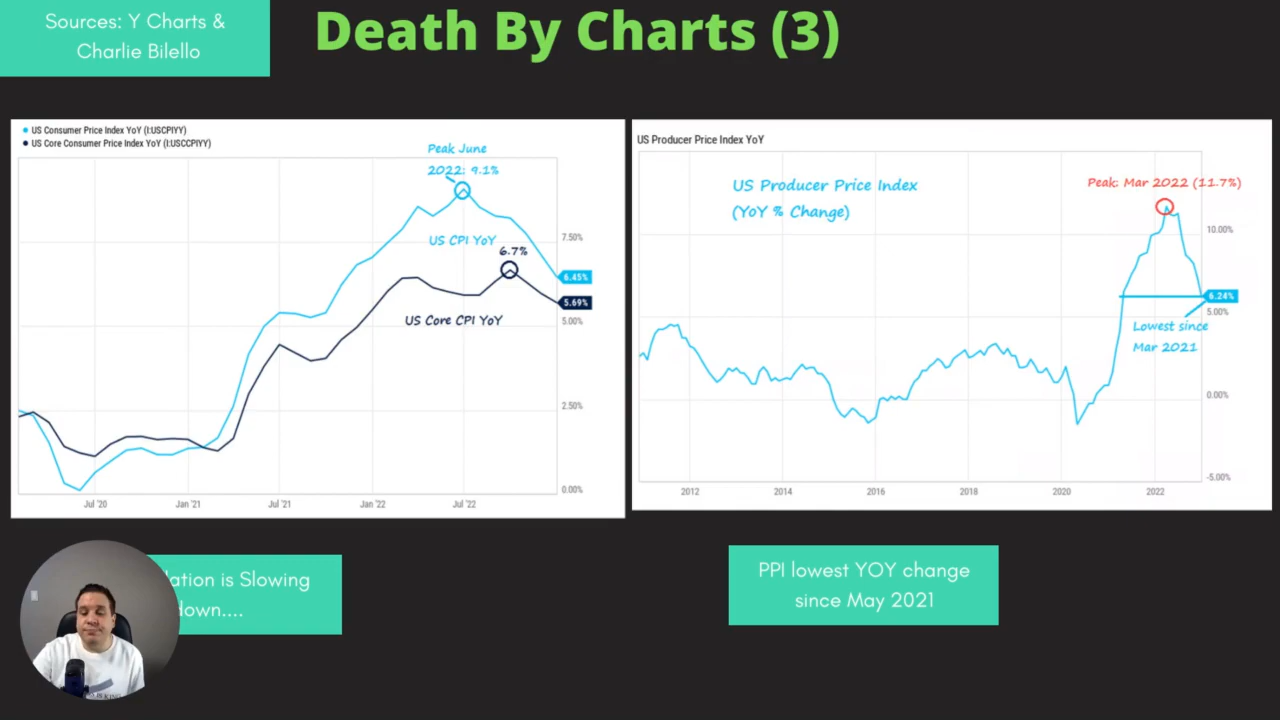 Sources: Y Charts &
Charlie Bilello
Death By Charts (3)
US Consumer Price Index YoY (I:USCPIYY)
US Core Consumer Price Index YoY (I:USCCPIYY)
Peak June
2022: 9.1%
US CPI YoY
6.7%
US Core CPI YoY
7.50%
6.45%
5.69%
5.00%
2.50%
0.00%
Jul '20
Jan '21
Jul '21
Jan '22
Jul '22
US Producer Price Index YoY
US Producer Price Index
(YoY % Change)
Peak: Mar 2022 (11.7%)
10.00%
6.24%
5.00%
Lowest since
Mar 2021
0.00%
-5.00%
2012
2014
2016
2018
2020
2022
lation is Slowing
down....
PPI lowest YOY change
since May 2021